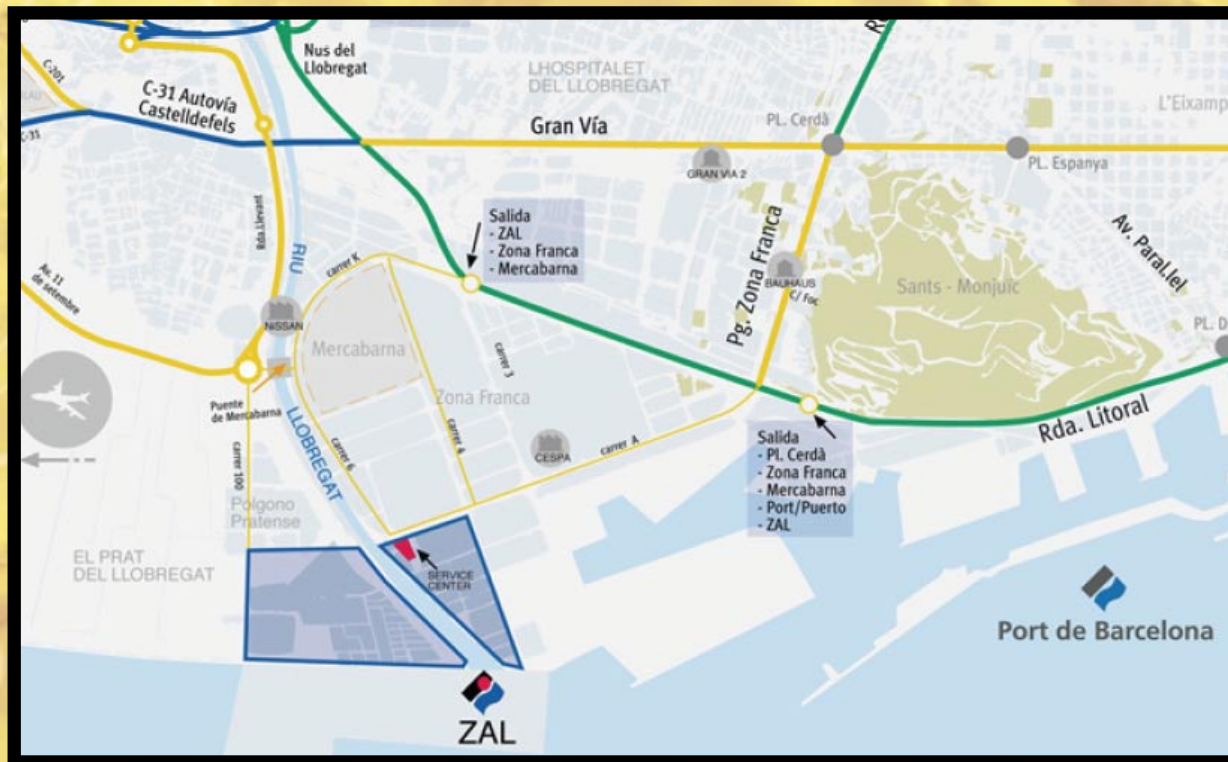 Nus del
Llobregat
C-201
C-31 Autovía
Castelldefels
C-31
LHOSPITALET
DEL LLOBREGAT
Gran Vía
PL. Cerdà
L'Eixamp
PL. Espanya
GRAN VIA 2
Rda.Llevant
RIU
Salida
- ZAL
- Zona Franca
- Mercabarna
Pg. Zona Franca
BAUHAUS
C/ Foc
Sants - Monjuïc
Av. Paral.lel
PL. D
Av. 11
de setembre
carrer K
NISSAN
Mercabarna
carrer 3
Zona Franca
Puente
de Mercabarna
LLOBREGAT
carrer 100
carrer 6
carrer 4
CESPA
carrer A
Rda. Litoral
Salida
- Pl. Cerdà
- Zona Franca
- Mercabarna
- Port/Puerto
- ZAL
Polgono
Pratense
EL PRAT
DEL LLOBREGAT
SERVICE
CENTER
Port de Barcelona
ZAL